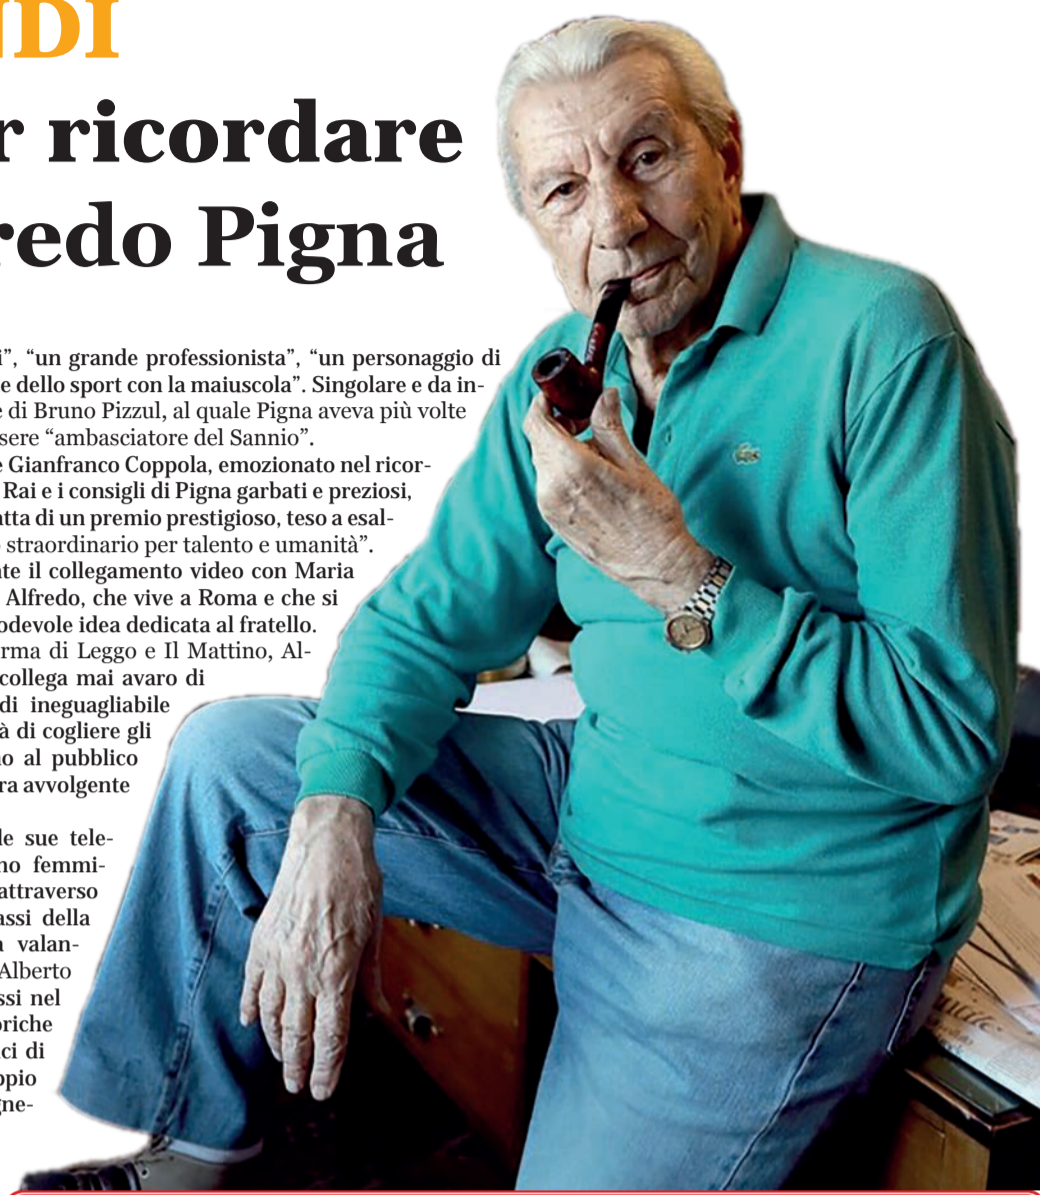 NDI
r ricordare
redo Pigna
i”, “un grande professionista”, “un personaggio di
e dello sport con la maiuscola”. Singolare e da in-
e di Bruno Pizzul, al quale Pigna aveva più volte
sere “ambasciatore del Sannio”.
e Gianfranco Coppola, emozionato nel ricor-
Rai e i consigli di Pigna garbati e preziosi,
atta di un premio prestigioso, teso a esal-
straordinario per talento e umanità”.
te il collegamento video con Maria
Alfredo, che vive a Roma e che si
odevole idea dedicata al fratello.
rma di Leggo e Il Mattino, Al-
collega mai avaro di
di ineguagliabile
à di cogliere gli
o al pubblico
ra avvolgente
le sue tele-
no femmi-
attraverso
assi della
a valan-
Alberto
ssi nel
oriche
ci di
ppio
gne-